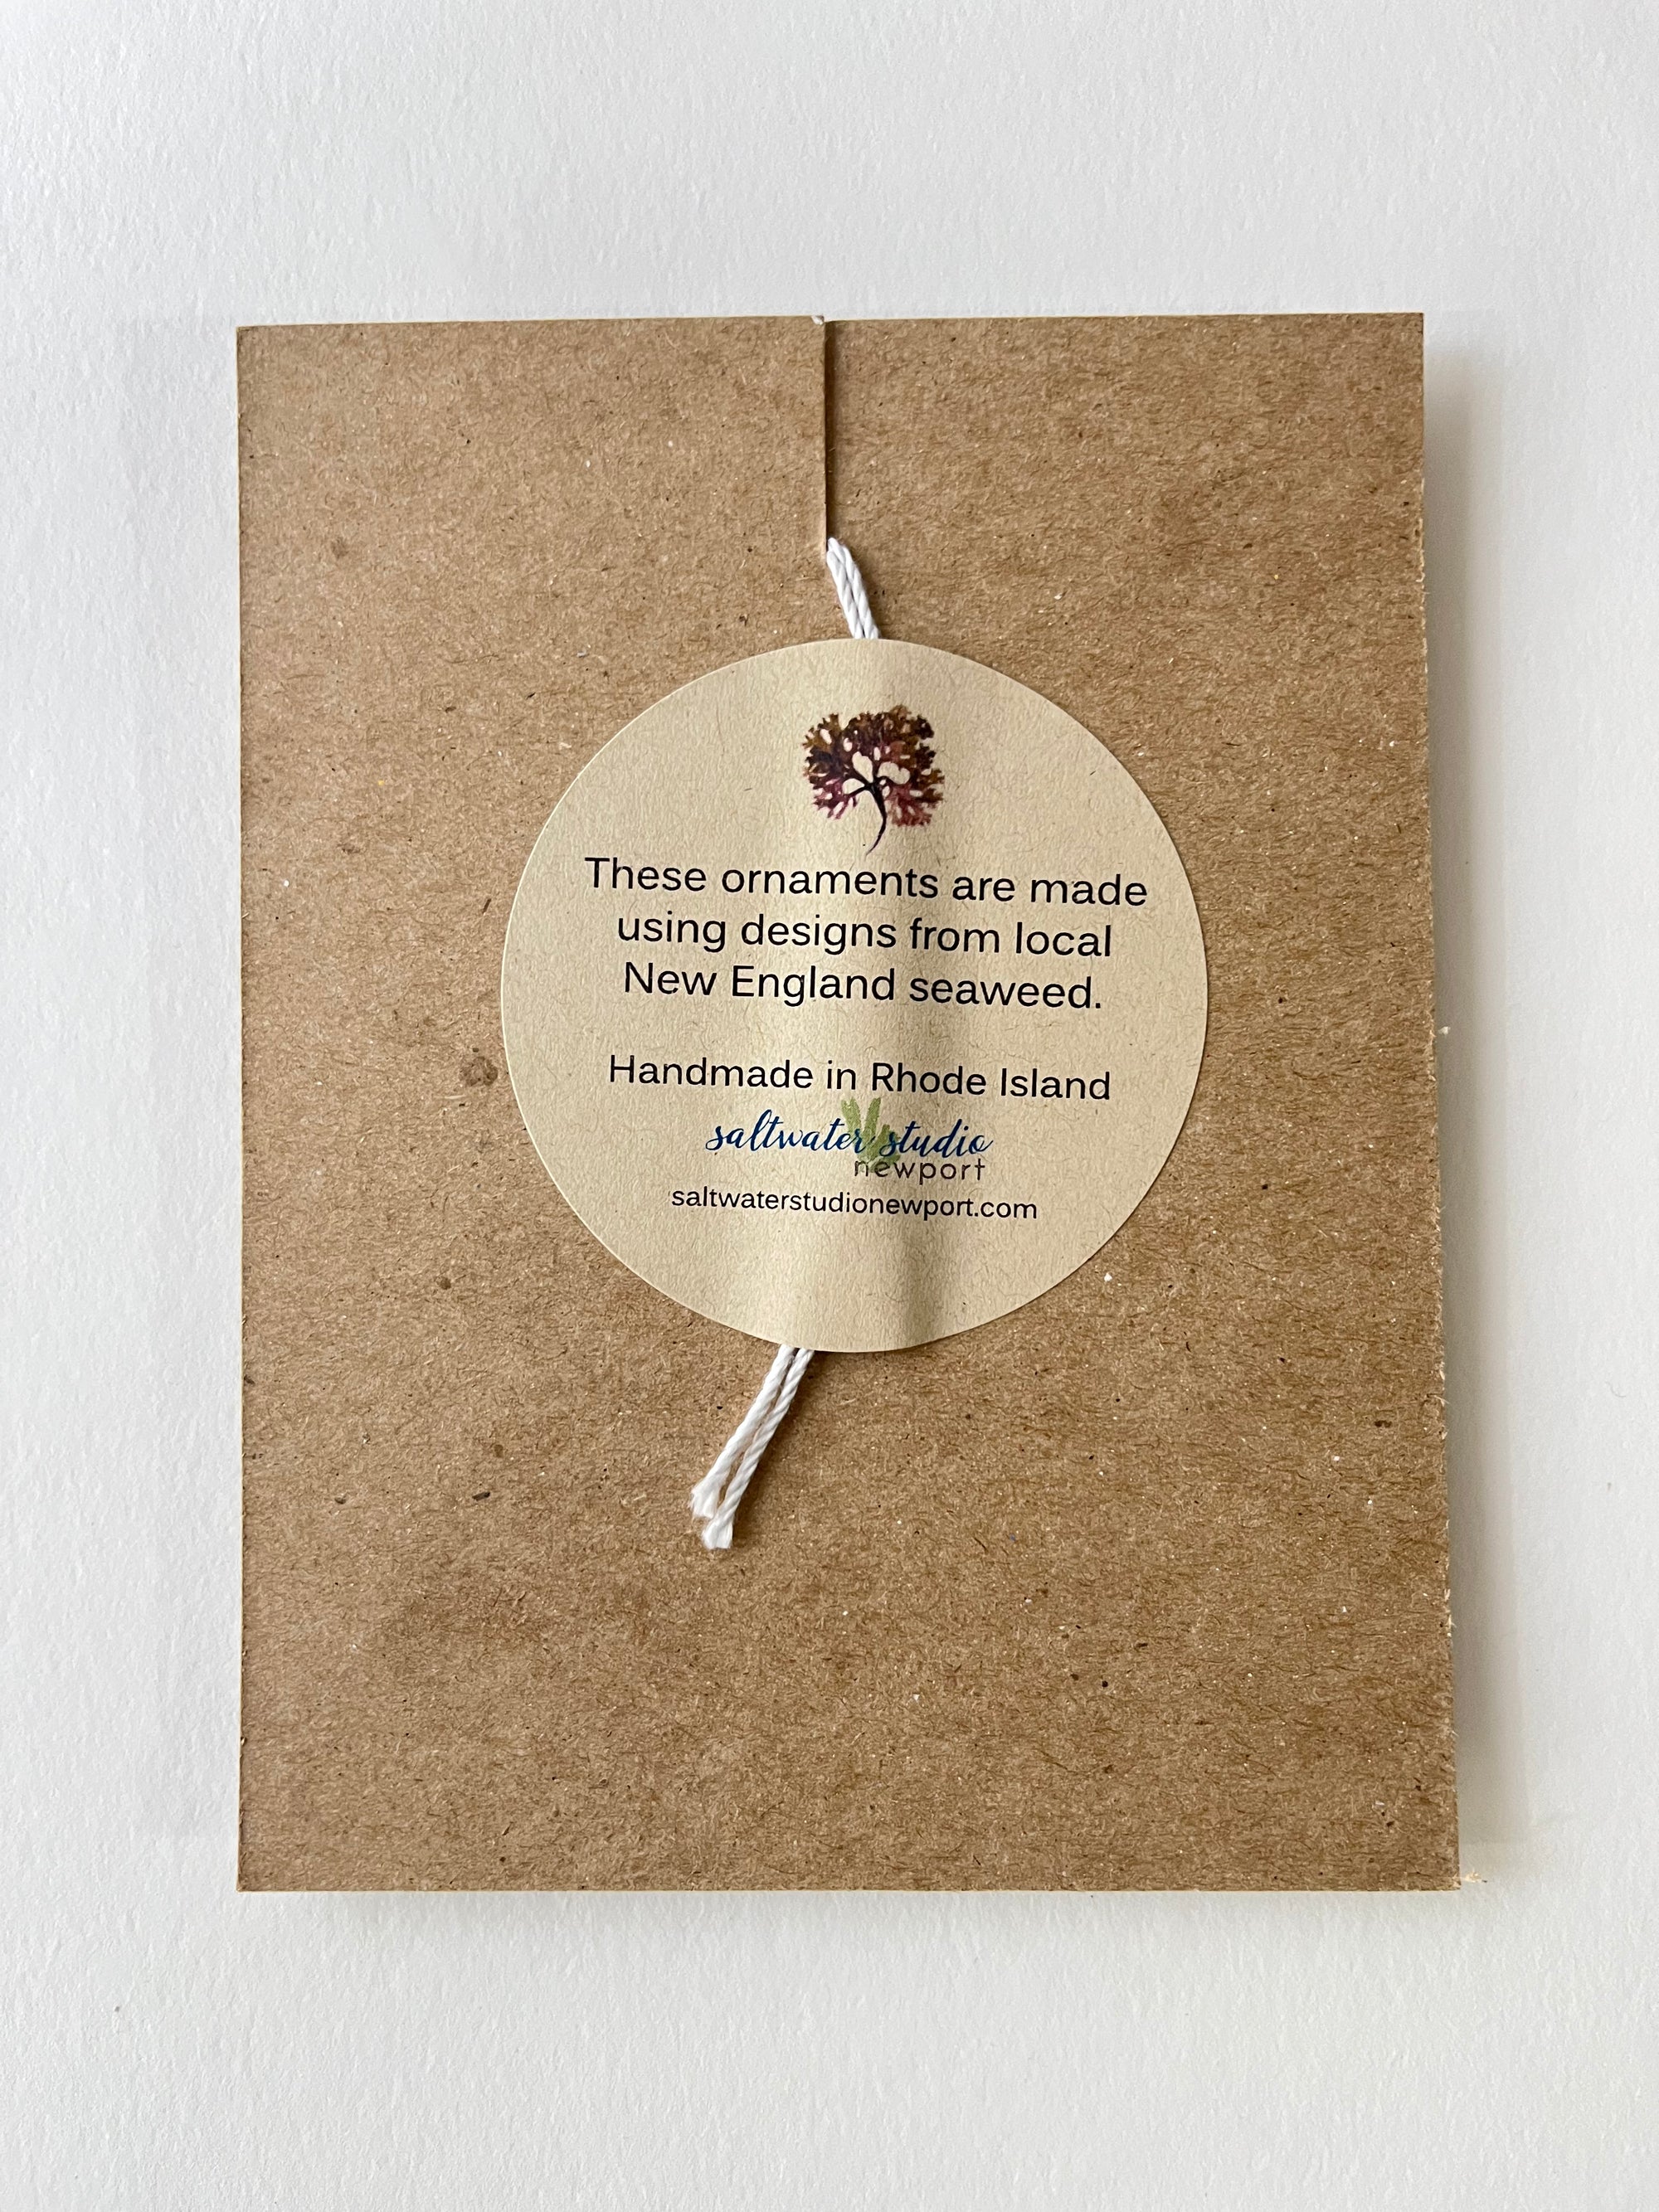 These ornaments are made
using designs from local
New England seaweed.
Handmade in Rhode Island
saltwater studio
newport
saltwaterstudionewport.com